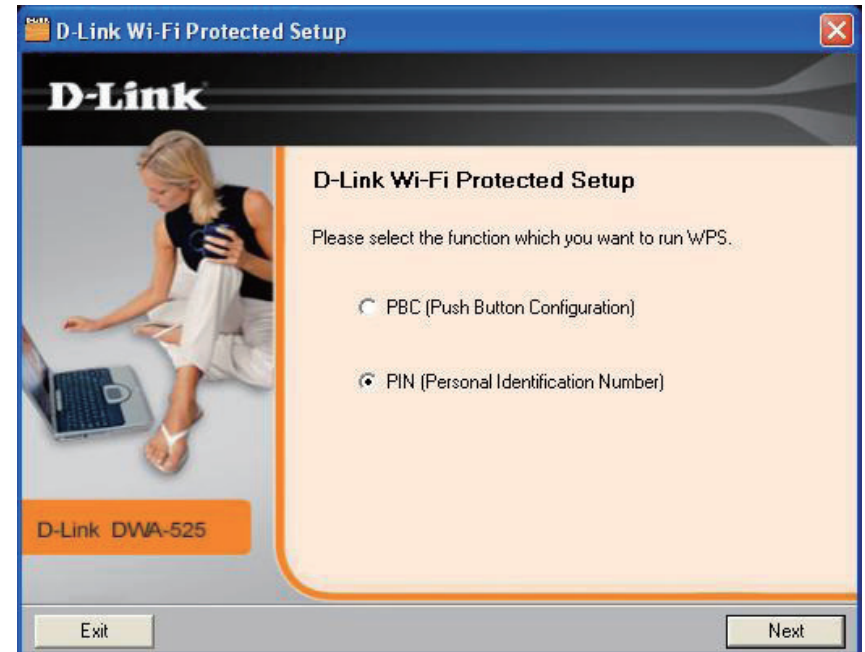 D-Link Wi-Fi Protected Setup
D-Link
D-Link Wi-Fi Protected Setup
Please select the function which you want to run WPS.
PBC (Push Button Configuration)
PIN (Personal Identification Number)
D-Link DWA-525
Exit
Next